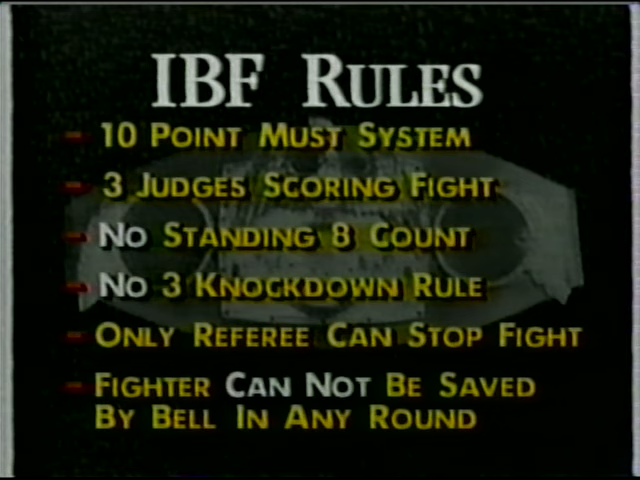 IBF RULES
- 10 POINT MUST SYSTEM
- 3 JUDGES SCORING FIGHT
- NO STANDING 8 COUNT
- NO 3 KNOCKDOWN RULE
- ONLY REFEREE CAN STOP FIGHT
- FIGHTER CAN NOT BE SAVED
BY BELL IN ANY ROUND